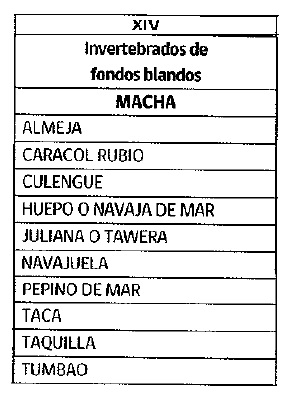 XIV
Invertebrados de
fondos blandos
MACHA
ALMEJA
CARACOL RUBIO
CULENGUE
HUEPO O NAVAJA DE MAR
JULIANA O TAWERA
NAVAJUELA
PEPINO DE MAR
TACA
TAQUILLA
TUMBAO